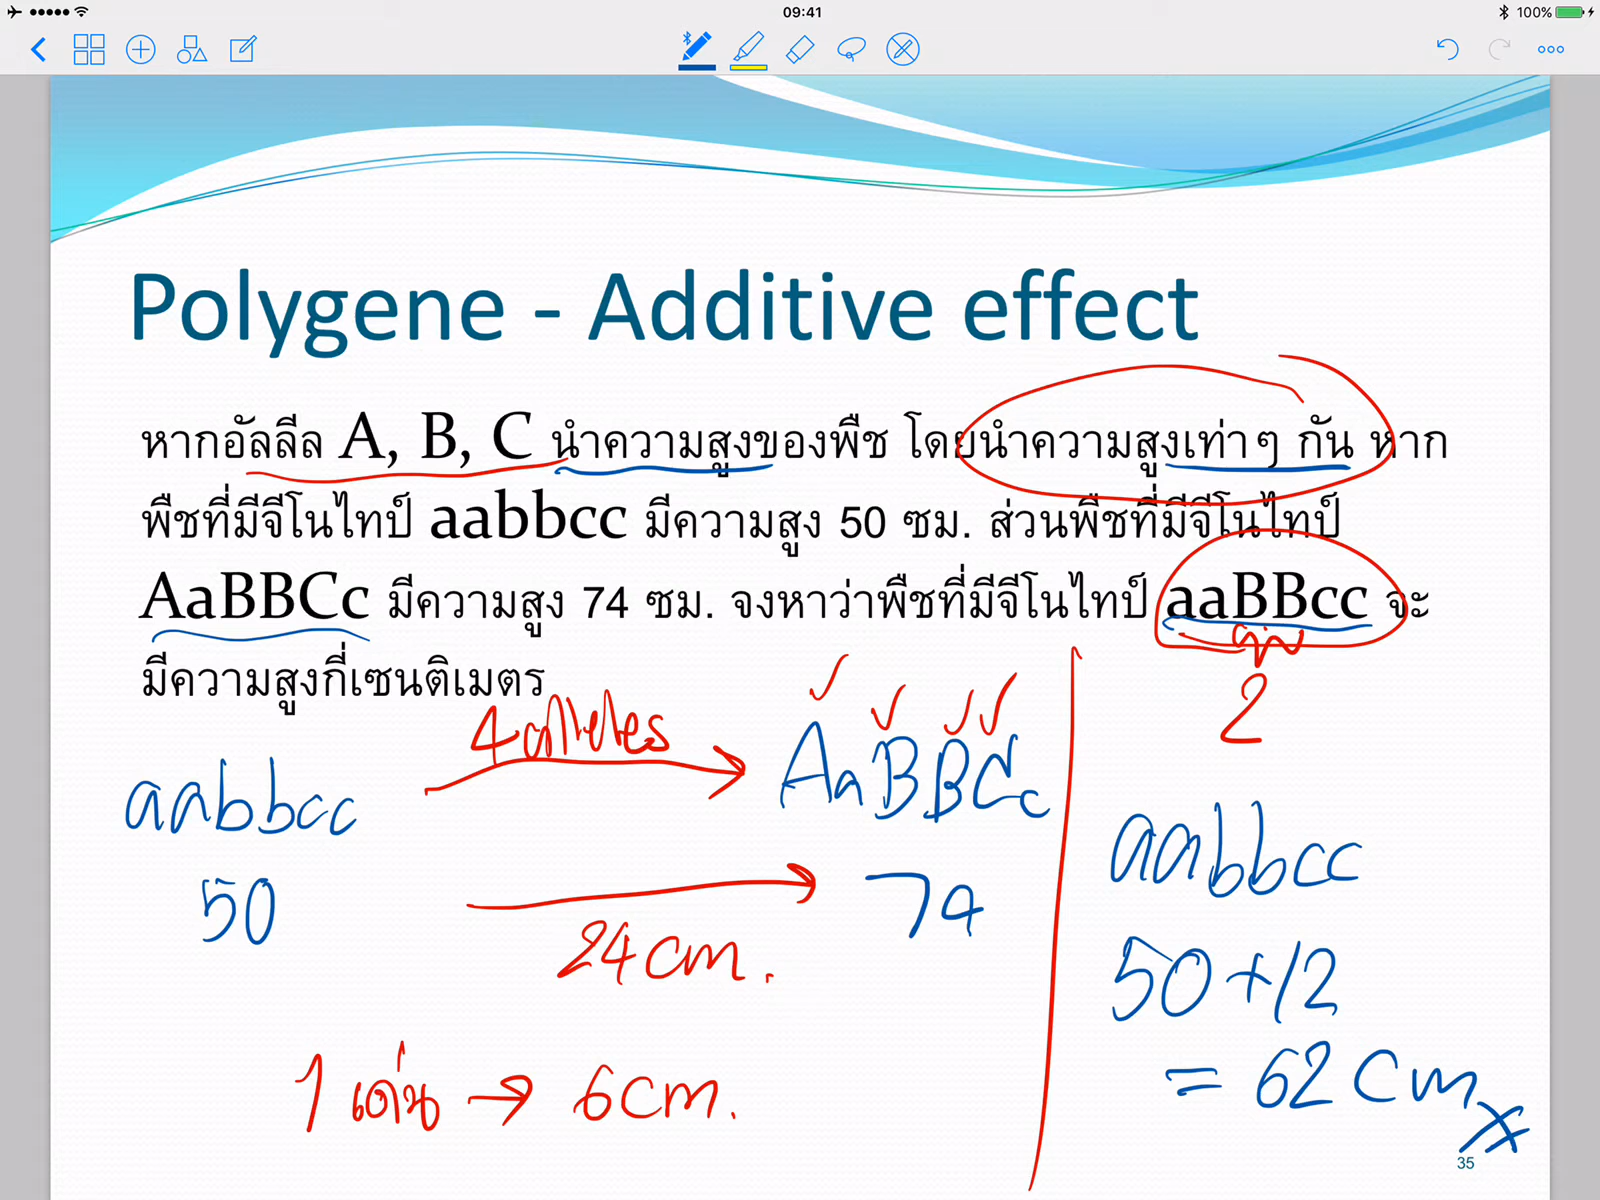 09:41
100%
Polygene - Additive effect
หากอัลลีล A, B, C นำความสูงของพืช โดยนำความสูงเท่าๆ กัน หาก
พืชที่มีจีโนไทป์ aabbcc มีความสูง 50 ซม. ส่วนพืชที่มีจีโนไทป์
AaBBCc มีความสูง 74 ซม. จงหาว่าพืชที่มีจีโนไทป์ aaBBcc จะ
มีความสูงกี่เซนติเมตร
2
4 alleles
aabbcc
AaBBCc
aabbcc
50
74
24 cm.
50 + 12
1 เด่น → 6 cm.
= 62 cm
35